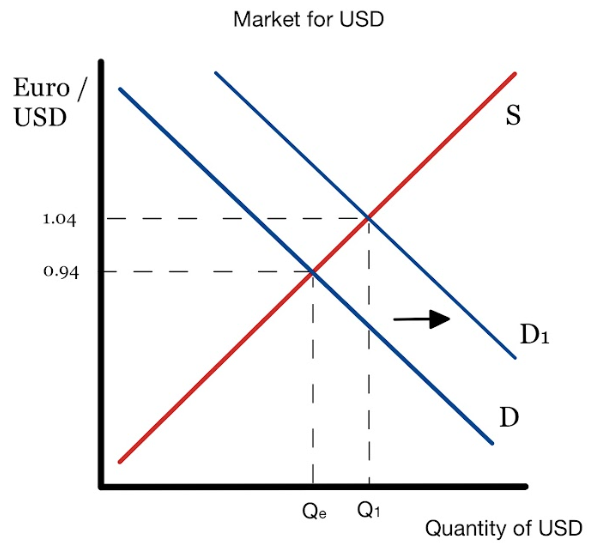 Market for USD
Euro /
USD
S
1.04
0.94
D1
D
Qe
Q1
Quantity of USD